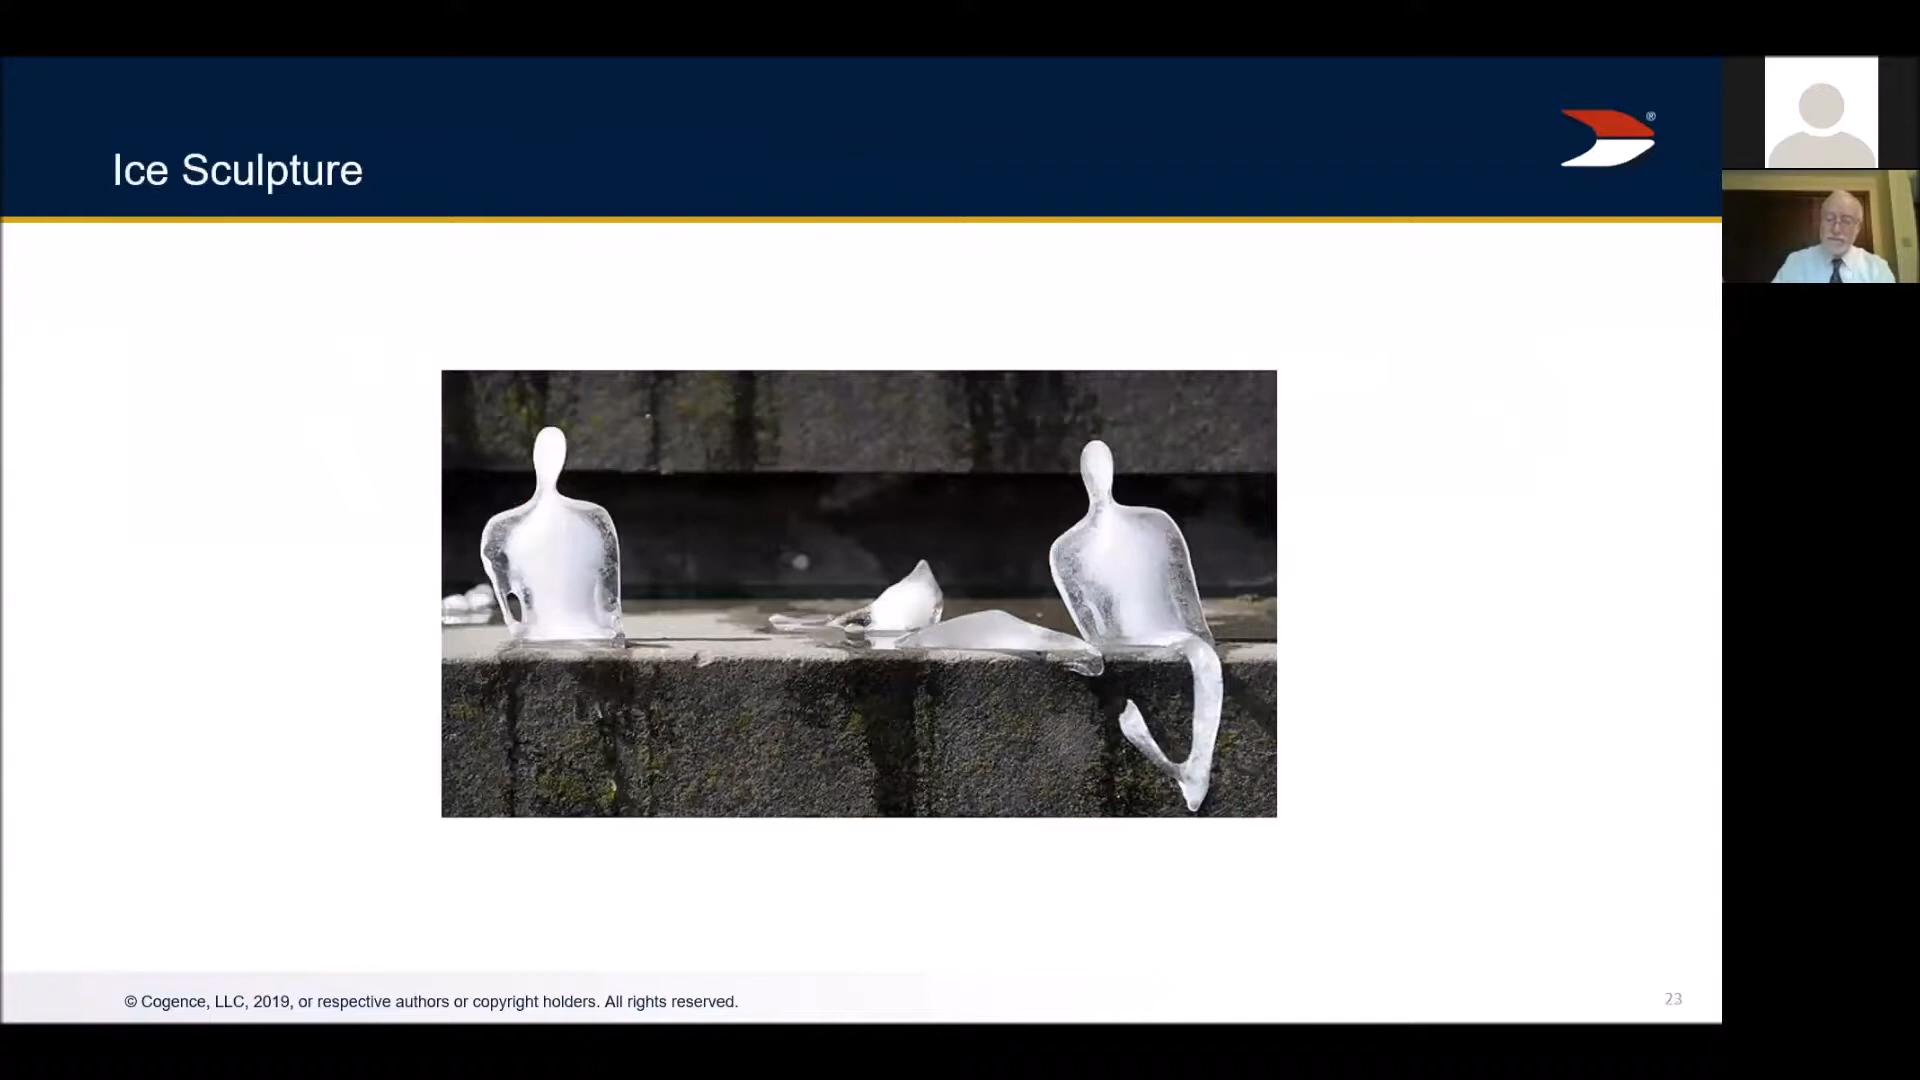 Ice Sculpture
®
© Cogence, LLC, 2019, or respective authors or copyright holders. All rights reserved.
23